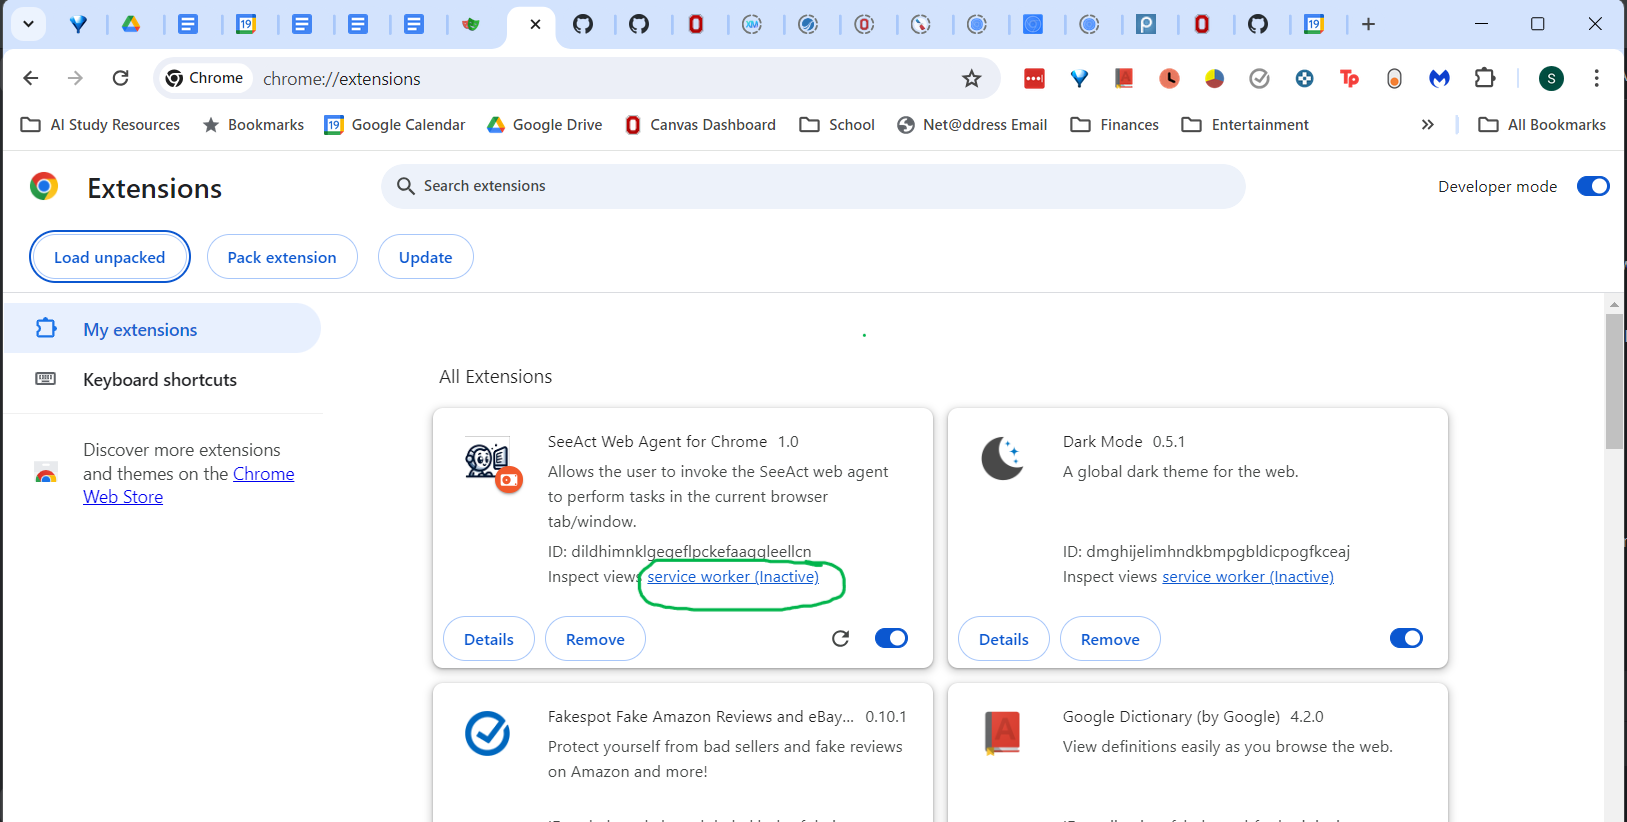 Chrome
chrome://extensions
AI Study Resources
Bookmarks
Google Calendar
Google Drive
Canvas Dashboard
School
Net@ddress Email
Finances
Entertainment
All Bookmarks
Extensions
Search extensions
Developer mode
Load unpacked
Pack extension
Update
My extensions
Keyboard shortcuts
Discover more extensions
and themes on the Chrome
Web Store
All Extensions
SeeAct Web Agent for Chrome 1.0
Allows the user to invoke the SeeAct web agent
to perform tasks in the current browser
tab/window.
ID: dildhimnklgegeflpckefaaggleellcn
Inspect views service worker (Inactive)
Details
Remove
Dark Mode 0.5.1
A global dark theme for the web.
ID: dmghijelimhndkbmpgbldicpogfkceaj
Inspect views service worker (Inactive)
Details
Remove
Fakespot Fake Amazon Reviews and eBay... 0.10.1
Protect yourself from bad sellers and fake reviews
on Amazon and more!
Google Dictionary (by Google) 4.2.0
View definitions easily as you browse the web.